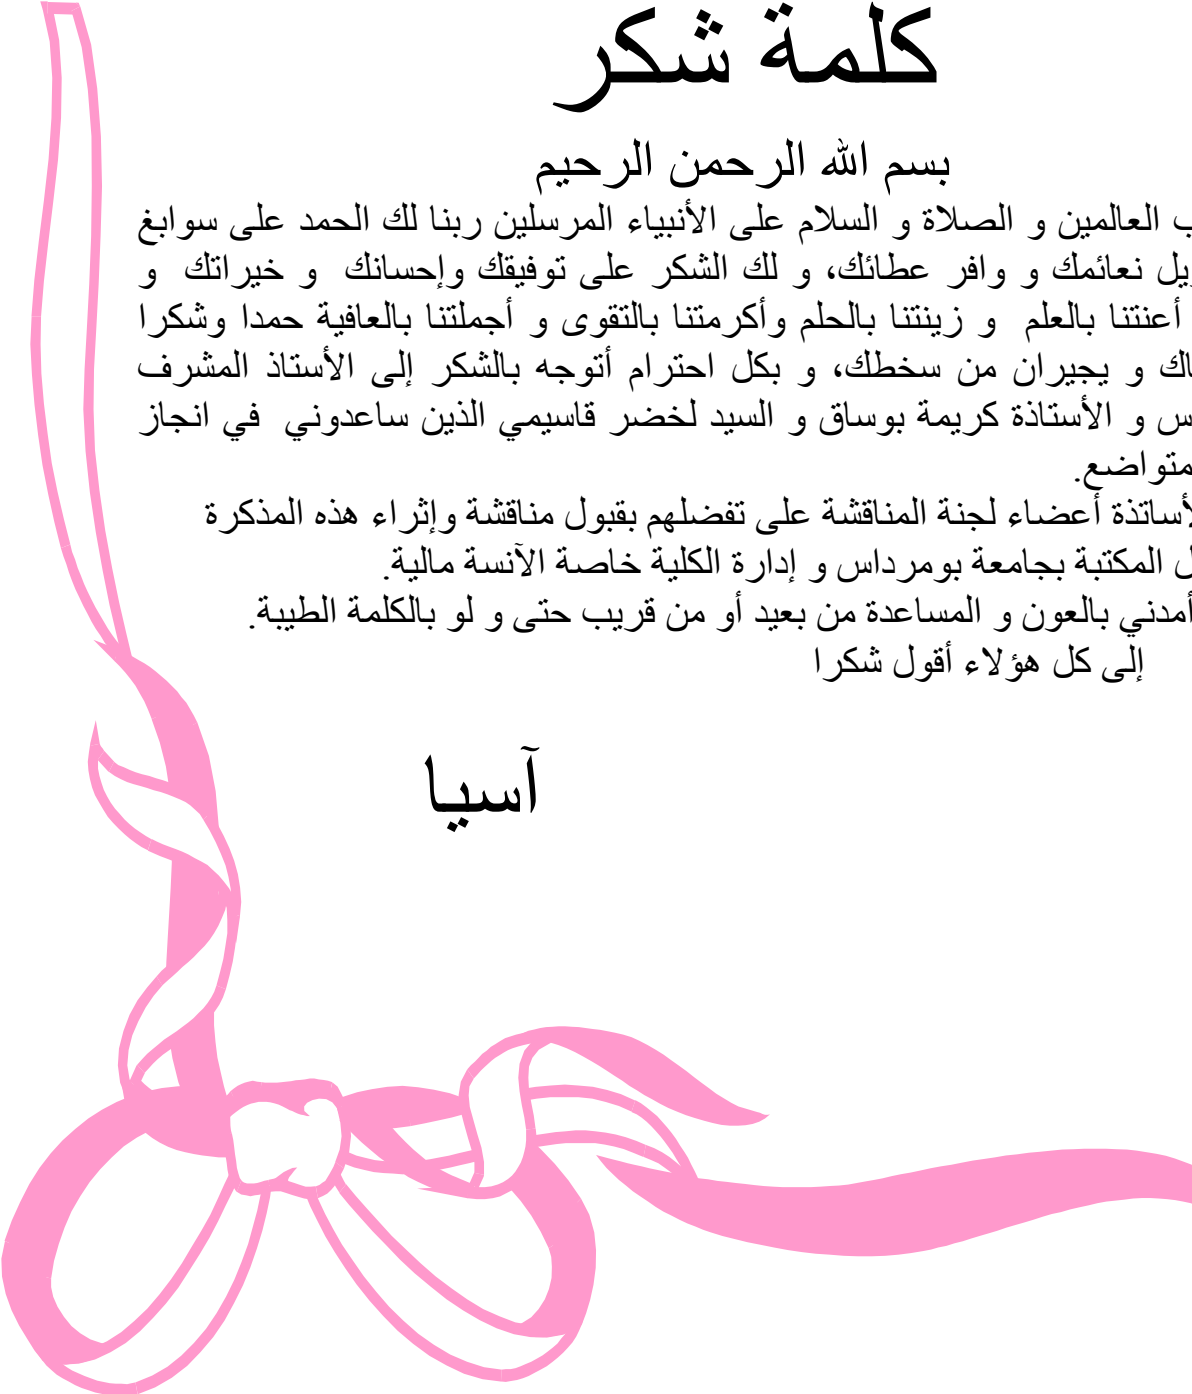 كلمة شكر
بسم الله الرحمن الرحيم
العالمين و الصلاة و السلام على الأنبياء المرسلين ربنا لك الحمد على سوابغ
نعائمك و وافر عطائك، و لك الشكر على توفيقك وإحسانك و خيراتك و
أعنتنا بالعلم و زينتنا بالحلم وأكرمتنا بالتقوى و أجملتنا بالعافية حمدا وشكرا
و يجيران من سخطك، و بكل احترام أتوجه بالشكر إلى الأستاذ المشرف
و الأستاذة كريمة بوساق و السيد لخضر قاسيمي الذين ساعدوني في انجاز
متواضع.
لأساتذة أعضاء لجنة المناقشة على تفضلهم بقبول مناقشة وإثراء هذه المذكرة
المكتبة بجامعة بومرداس و إدارة الكلية خاصة الآنسة مالية.
أمدني بالعون و المساعدة من بعيد أو من قريب حتى و لو بالكلمة الطيبة.
إلى كل هؤلاء أقول شكرا
آسيا